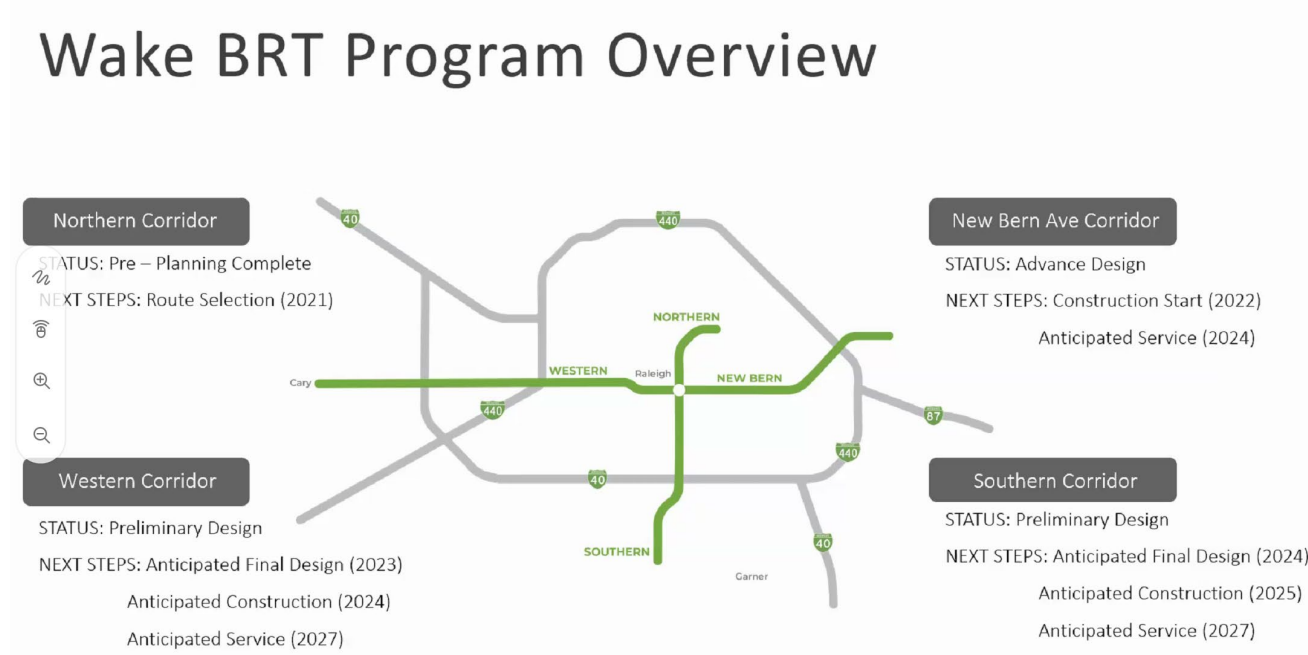 Wake BRT Program Overview
Northern Corridor
STATUS: Pre – Planning Complete
NEXT STEPS: Route Selection (2021)
New Bern Ave Corridor
STATUS: Advance Design
NEXT STEPS: Construction Start (2022)
Anticipated Service (2024)
40
440
NORTHERN
WESTERN
Raleigh
NEW BERN
Cary
440
87
440
40
SOUTHERN
40
Garner
Western Corridor
STATUS: Preliminary Design
NEXT STEPS: Anticipated Final Design (2023)
Anticipated Construction (2024)
Anticipated Service (2027)
Southern Corridor
STATUS: Preliminary Design
NEXT STEPS: Anticipated Final Design (2024)
Anticipated Construction (2025)
Anticipated Service (2027)